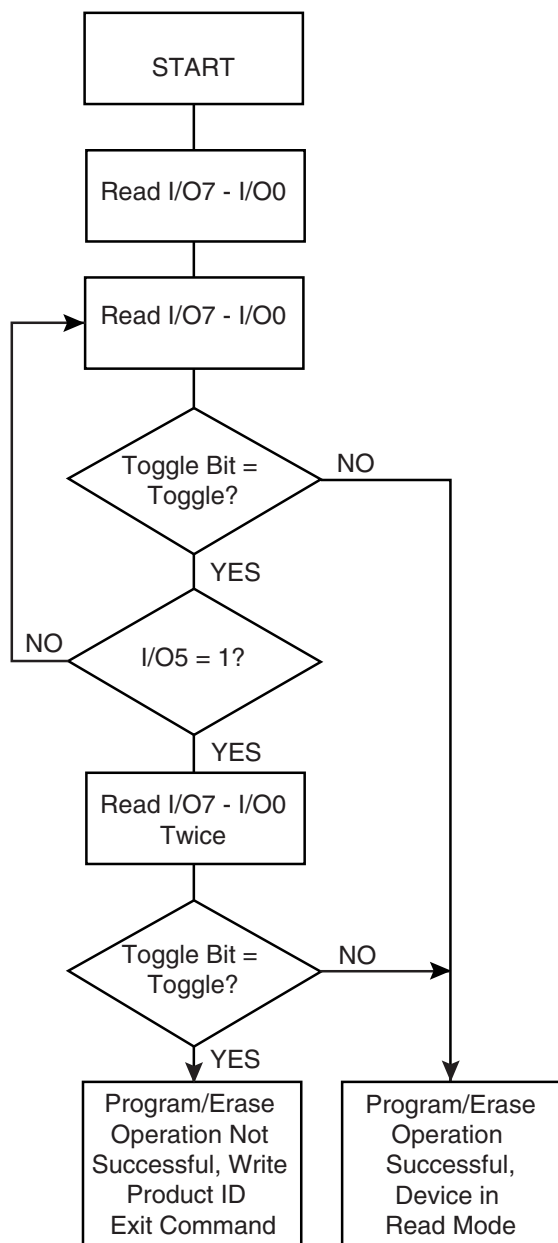 START
Read I/O7 - I/O0
Read I/O7 - I/O0
Toggle Bit =
Toggle?
NO
YES
NO
I/O5 = 1?
YES
Read I/O7 - I/O0
Twice
Toggle Bit =
Toggle?
NO
YES
Program/Erase
Operation Not
Successful, Write
Product ID
Exit Command
Program/Erase
Operation
Successful,
Device in
Read Mode